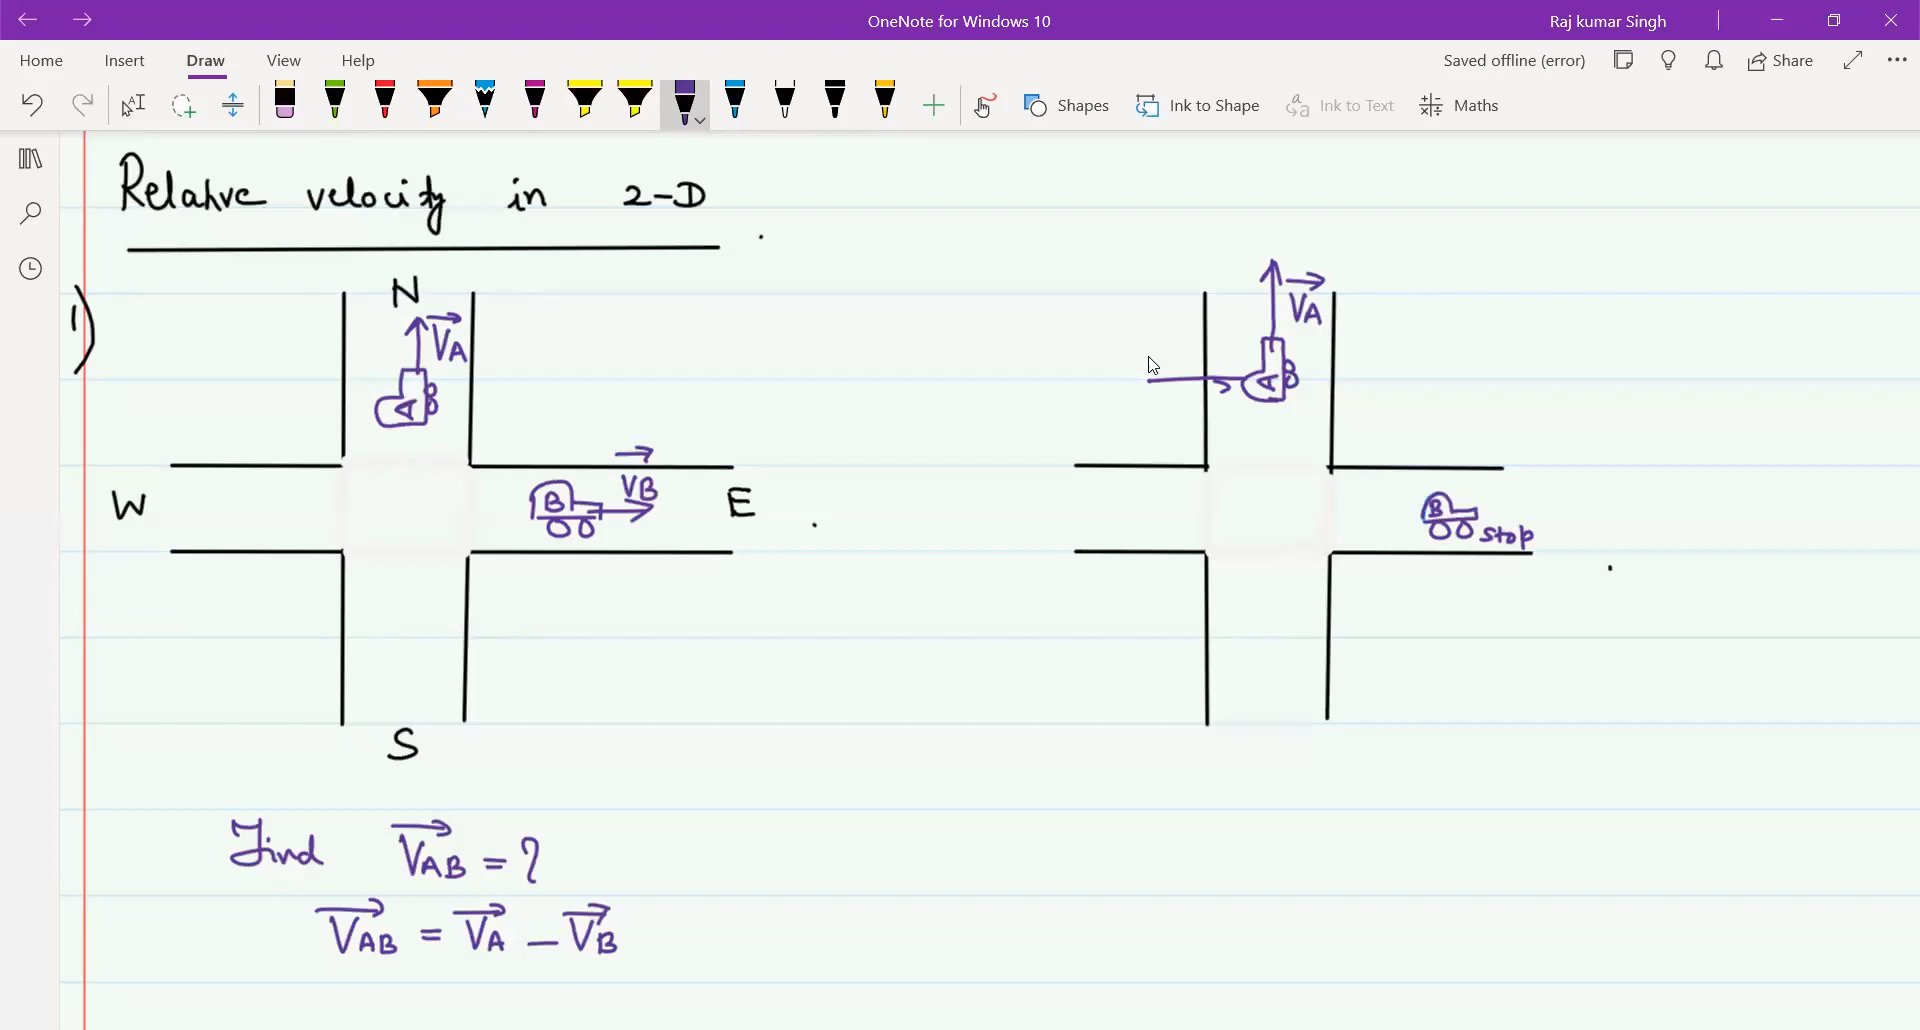 OneNote for Windows 10
Raj kumar Singh
Home Insert Draw View Help
Saved offline (error) Share
Shapes Ink to Shape Ink to Text Maths
Relative velocity in 2-D
1)
N
VA
A
W
B
VB
E
S
VA
A
B stop
Find VAB = ?
VAB = VA - VB